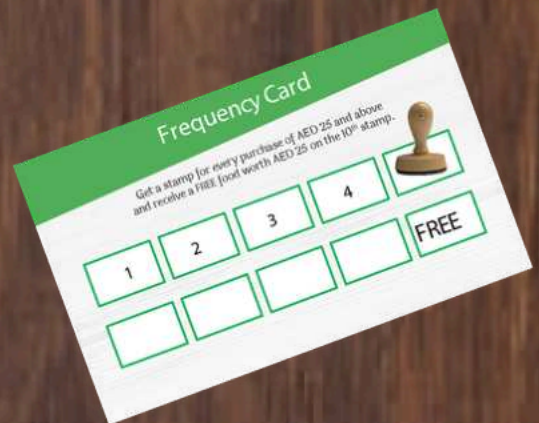 Frequency Card
Get a stamp for every purchase of AED 25 and above
and receive a FREE food worth AED 25 on the 10th stamp.
1 2 3 4
FREE